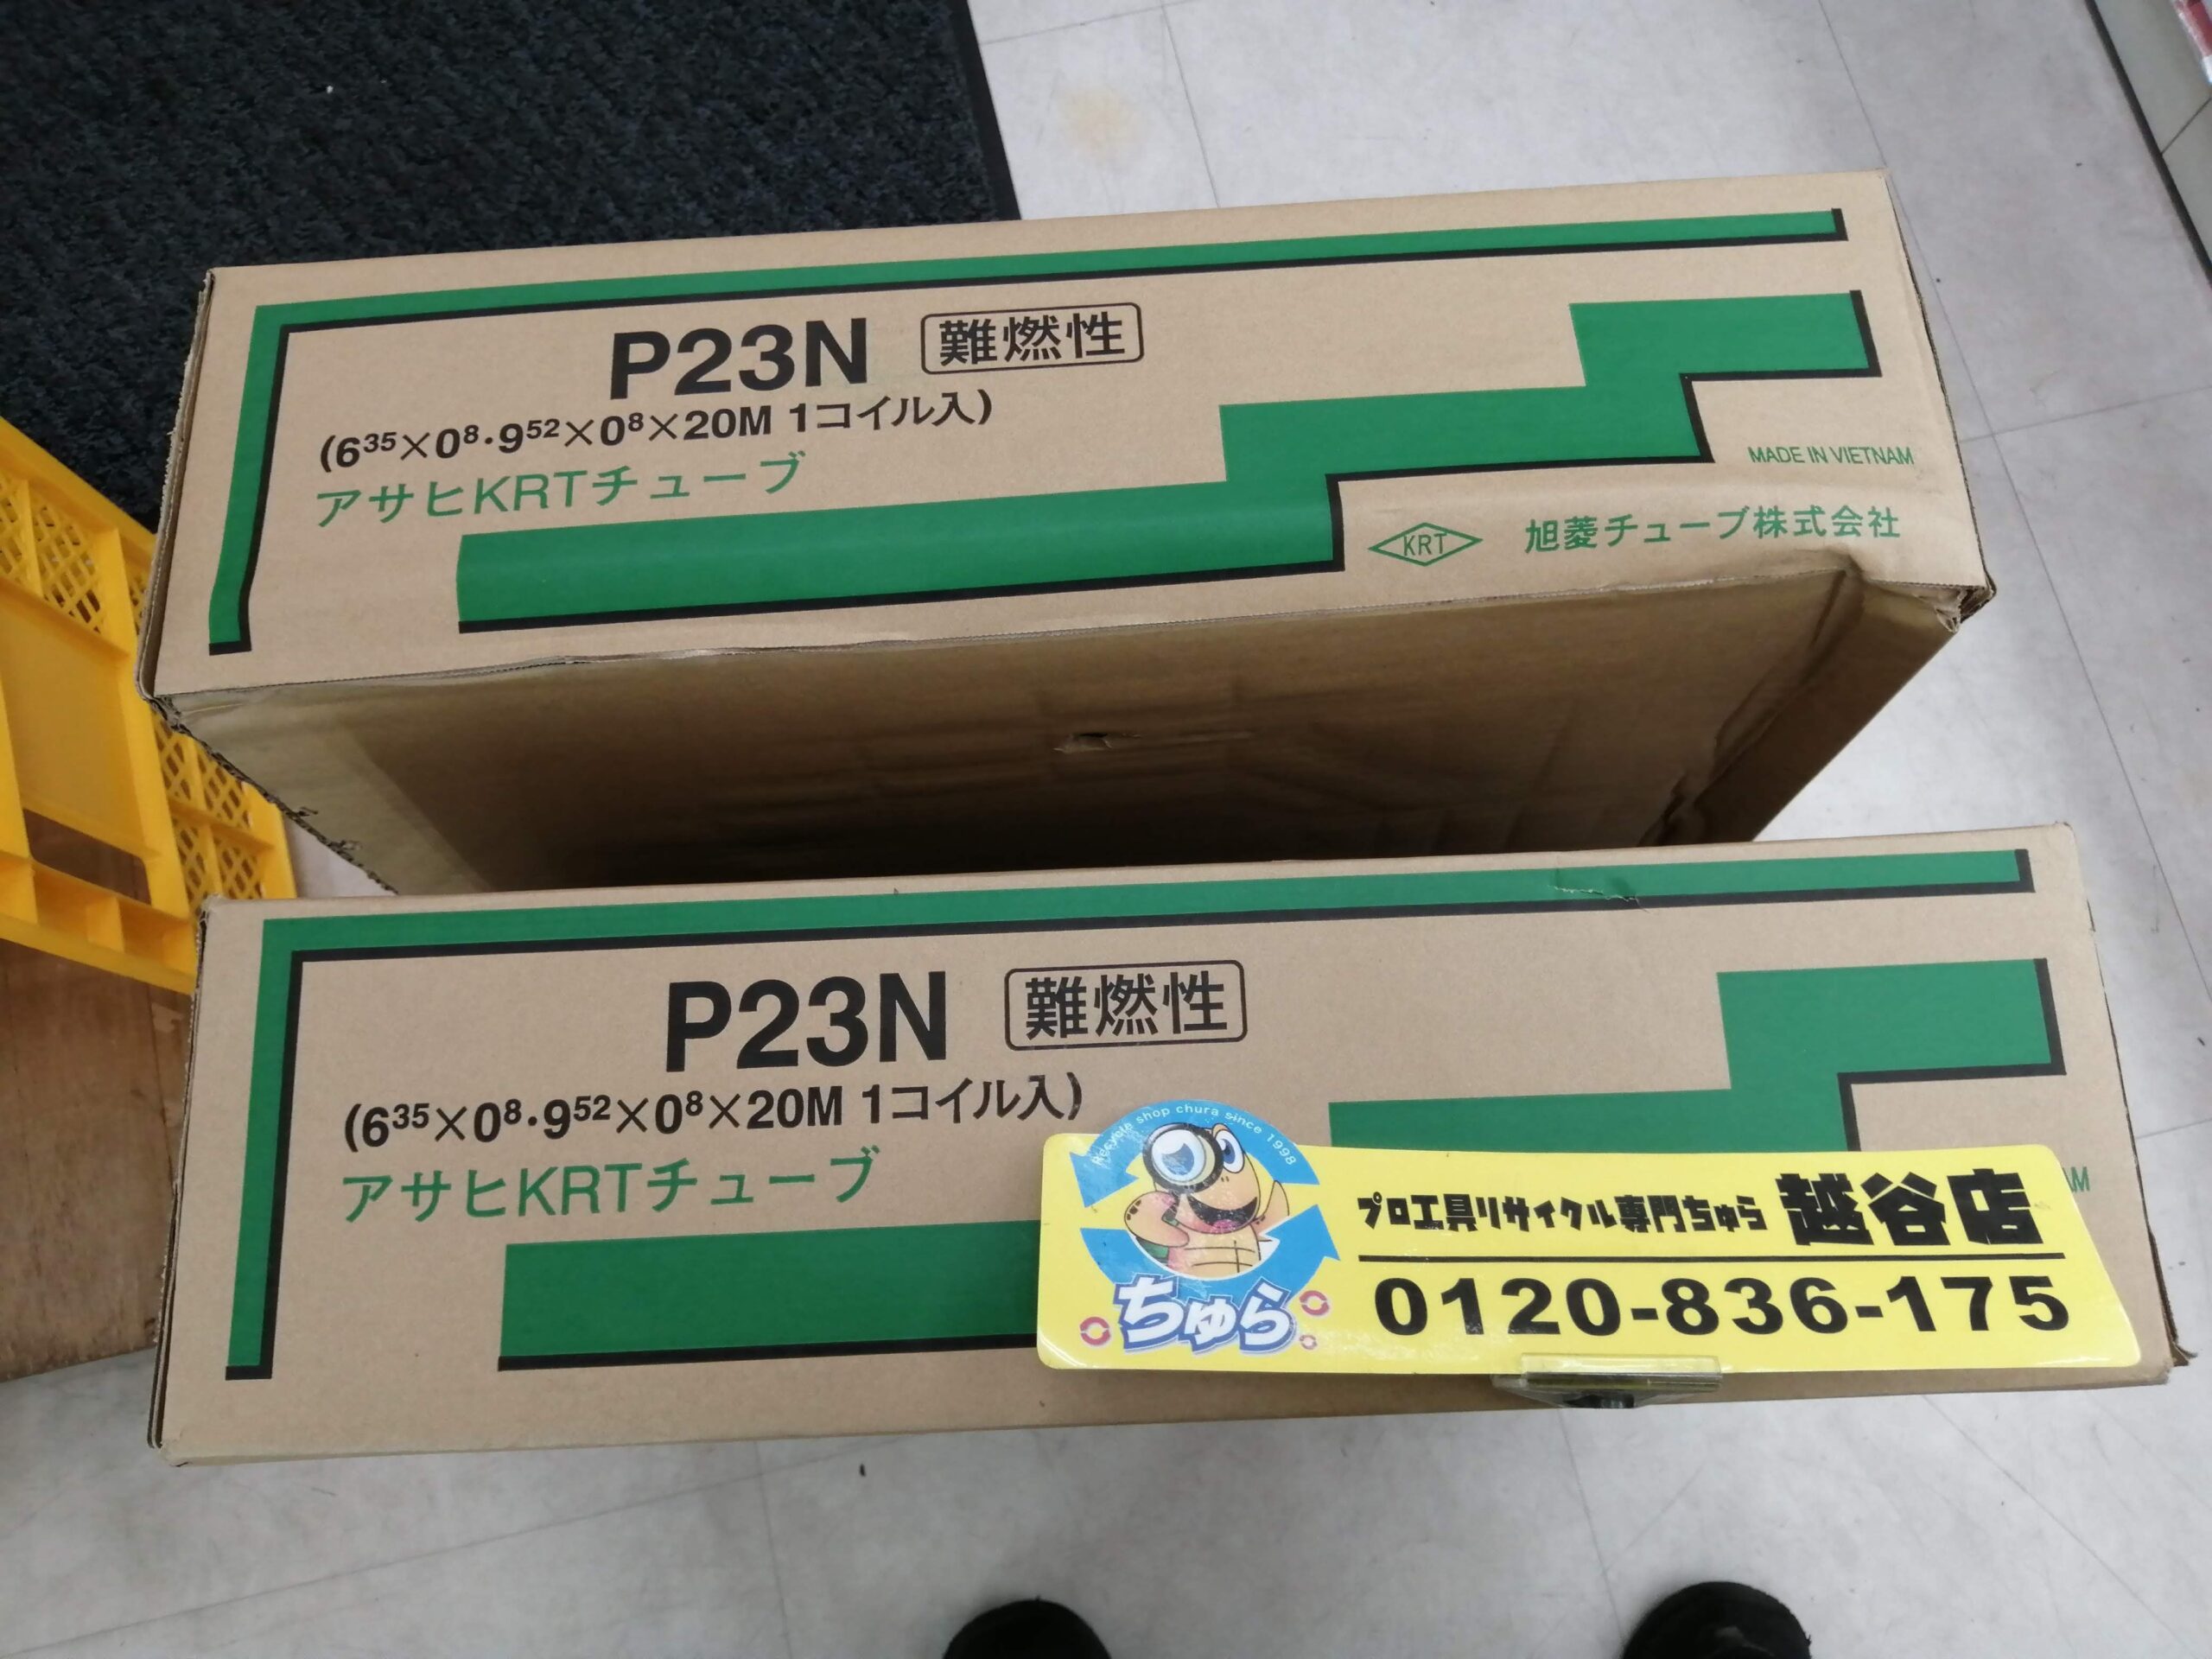 P23N 難燃性
(6³⁵×0⁸·9⁵²×0⁸×20M 1コイル入)
アサヒKRTチューブ
MADE IN VIETNAM
KRT 旭菱チューブ株式会社
P23N 難燃性
(6³⁵×0⁸·9⁵²×0⁸×20M 1コイル入)
アサヒKRTチューブ
AM
Recycle shop chura since 1998
ちゅら
プロ工具リサイクル専門ちゅら 越谷店
0120-836-175